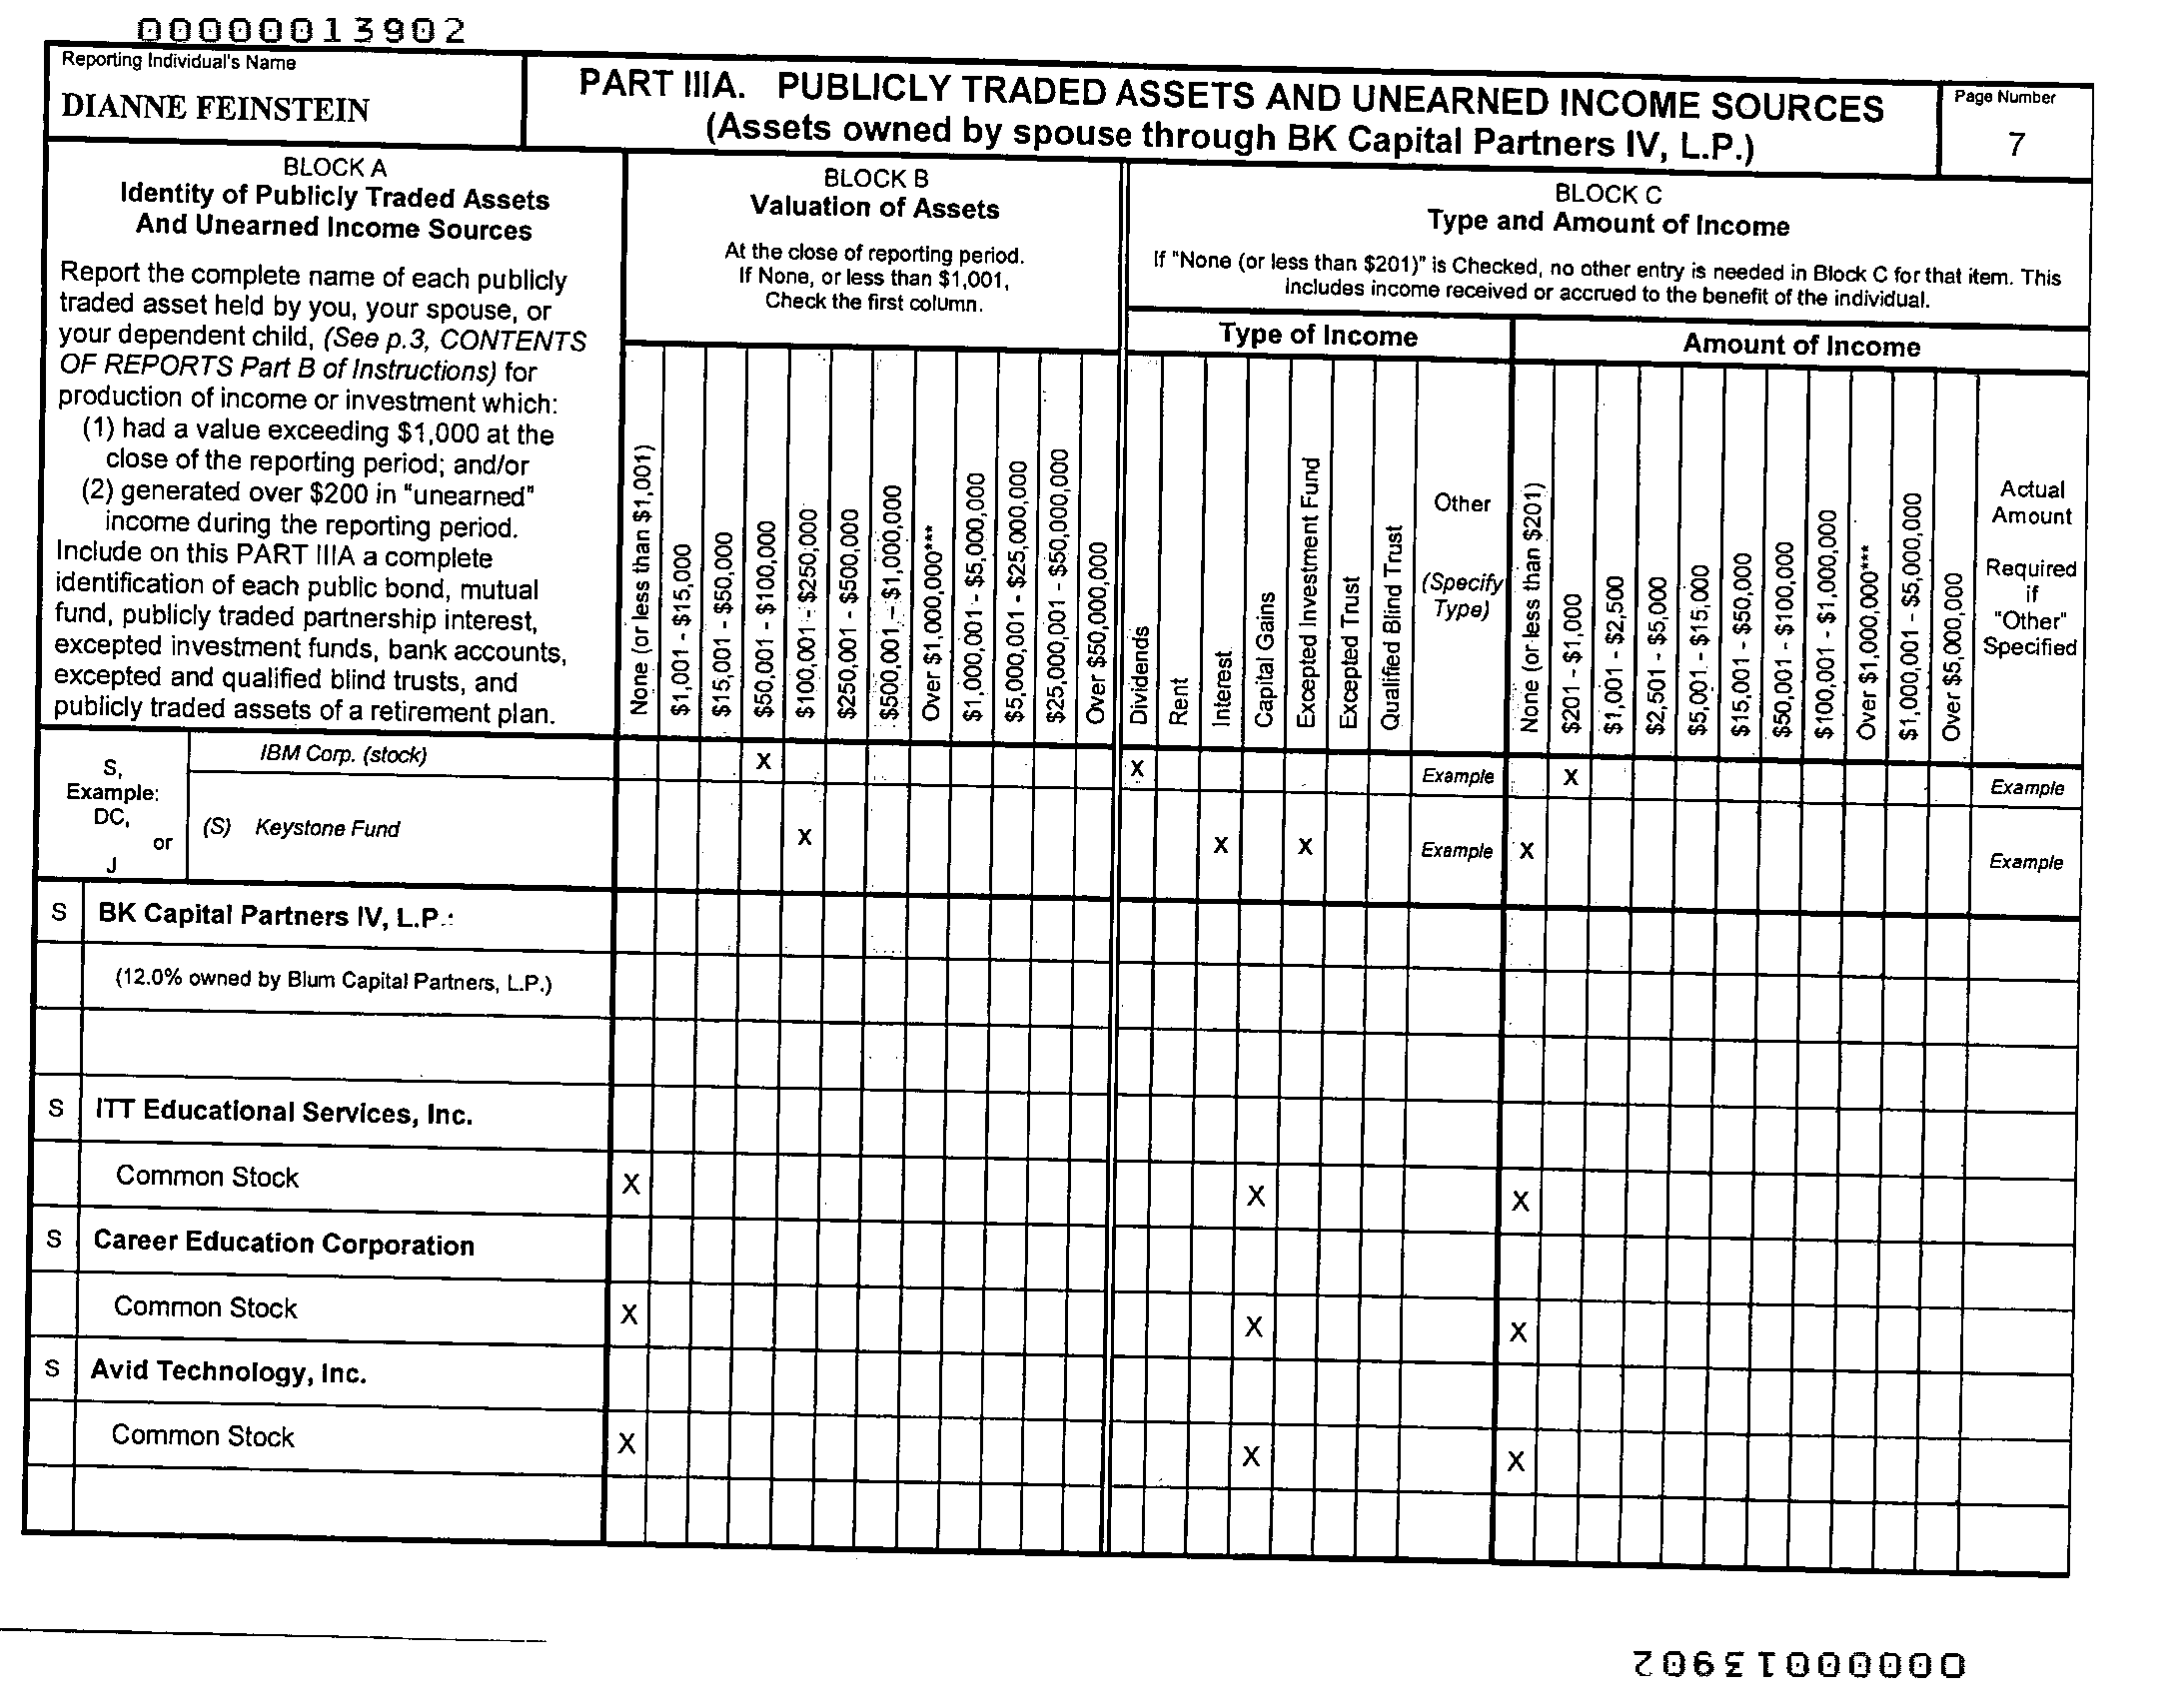 00000013902
Reporting Individual's Name
DIANNE FEINSTEIN
PART IIIA. PUBLICLY TRADED ASSETS AND UNEARNED INCOME SOURCES
(Assets owned by spouse through BK Capital Partners IV, L.P.)
Page Number
7
BLOCK A
Identity of Publicly Traded Assets
And Unearned Income Sources
Report the complete name of each publicly
traded asset held by you, your spouse, or
your dependent child, (See p.3, CONTENTS
OF REPORTS Part B of Instructions) for
production of income or investment which:
(1) had a value exceeding $1,000 at the
close of the reporting period; and/or
(2) generated over $200 in "unearned"
income during the reporting period.
Include on this PART IIIA a complete
identification of each public bond, mutual
fund, publicly traded partnership interest,
excepted investment funds, bank accounts,
excepted and qualified blind trusts, and
publicly traded assets of a retirement plan.
BLOCK B
Valuation of Assets
At the close of reporting period.
If None, or less than $1,001,
Check the first column.
None (or less than $1,001)
$1,001 - $15,000
$15,001 - $50,000
$50,001 - $100,000
$100,001 - $250,000
$250,001 - $500,000
$500,001 - $1,000,000
Over $1,000,000***
$1,000,001 - $5,000,000
$5,000,001 - $25,000,000
$25,000,001 - $50,000,000
Over $50,000,000
BLOCK C
Type and Amount of Income
If "None (or less than $201)" is Checked, no other entry is needed in Block C for that item. This
includes income received or accrued to the benefit of the individual.
Type of Income
Dividends
Rent
Interest
Capital Gains
Excepted Investment Fund
Excepted Trust
Qualified Blind Trust
Other
(Specify
Type)
Amount of Income
None (or less than $201)
$201 - $1,000
$1,001 - $2,500
$2,501 - $5,000
$5,001 - $15,000
$15,001 - $50,000
$50,001 - $100,000
$100,001 - $1,000,000
Over $1,000,000***
$1,000,001 - $5,000,000
Over $5,000,000
Actual
Amount
Required
if
"Other"
Specified
S,
Example:
DC,
or
J
IBM Corp. (stock) X X Example X Example
(S) Keystone Fund X X X Example X Example
S BK Capital Partners IV, L.P.:
(12.0% owned by Blum Capital Partners, L.P.)
S ITT Educational Services, Inc.
Common Stock X X X
S Career Education Corporation
Common Stock X X X
S Avid Technology, Inc.
Common Stock X X X
00000013902